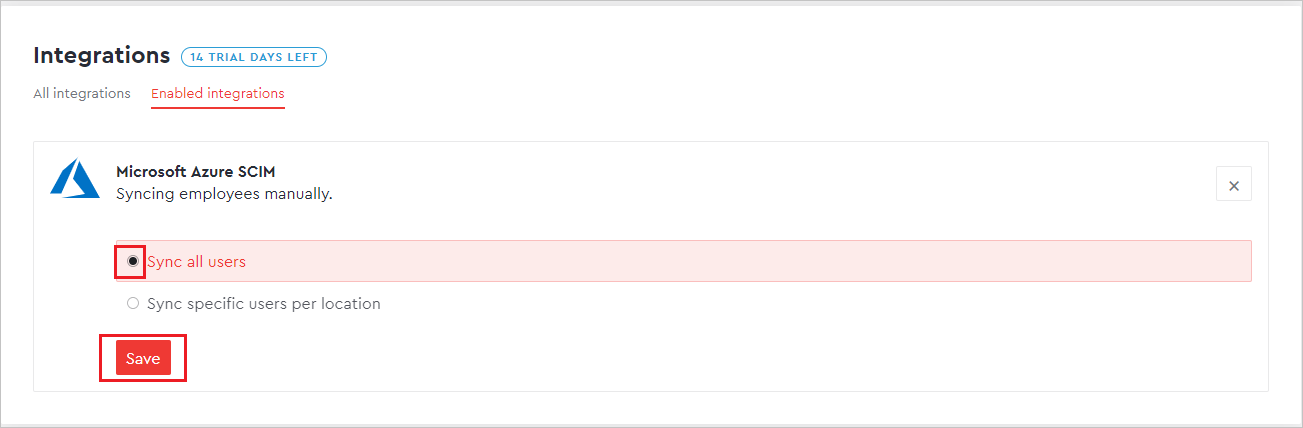 Integrations 14 TRIAL DAYS LEFT
All integrations Enabled integrations
Microsoft Azure SCIM
Syncing employees manually.
Sync all users
Sync specific users per location
Save